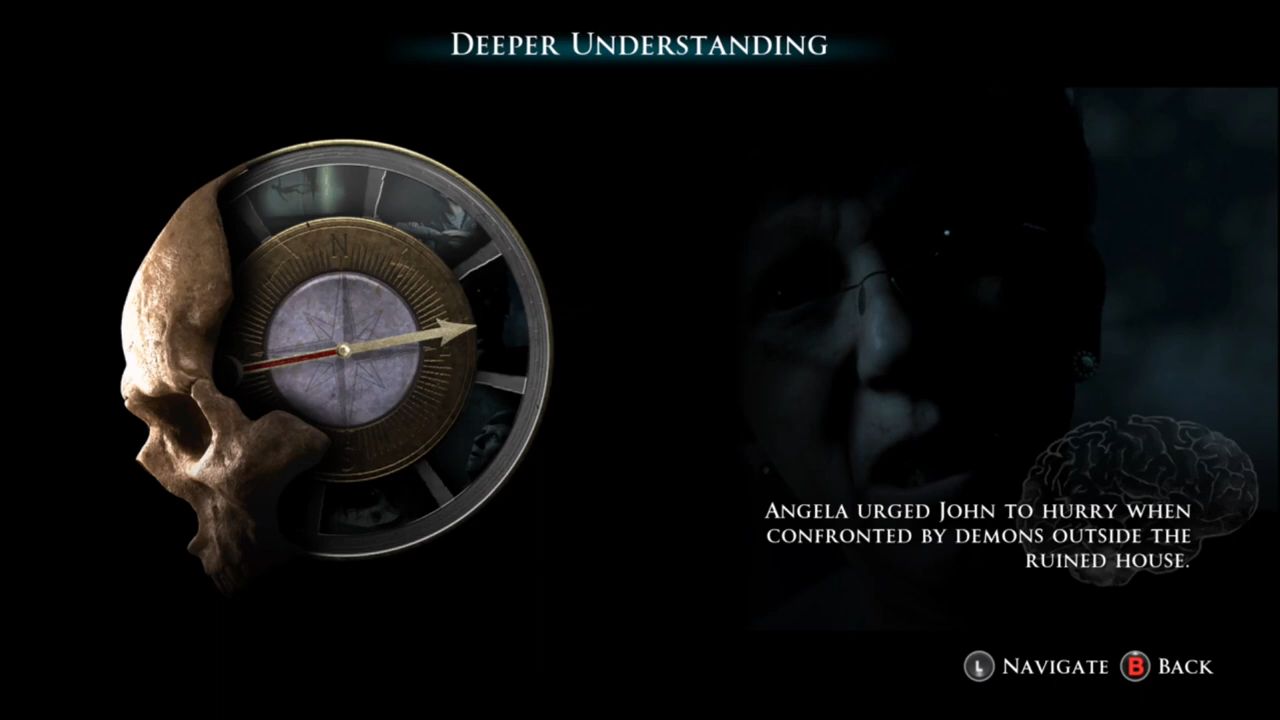 Deeper Understanding
N
Angela urged John to hurry when
confronted by demons outside the
ruined house.
L Navigate B Back